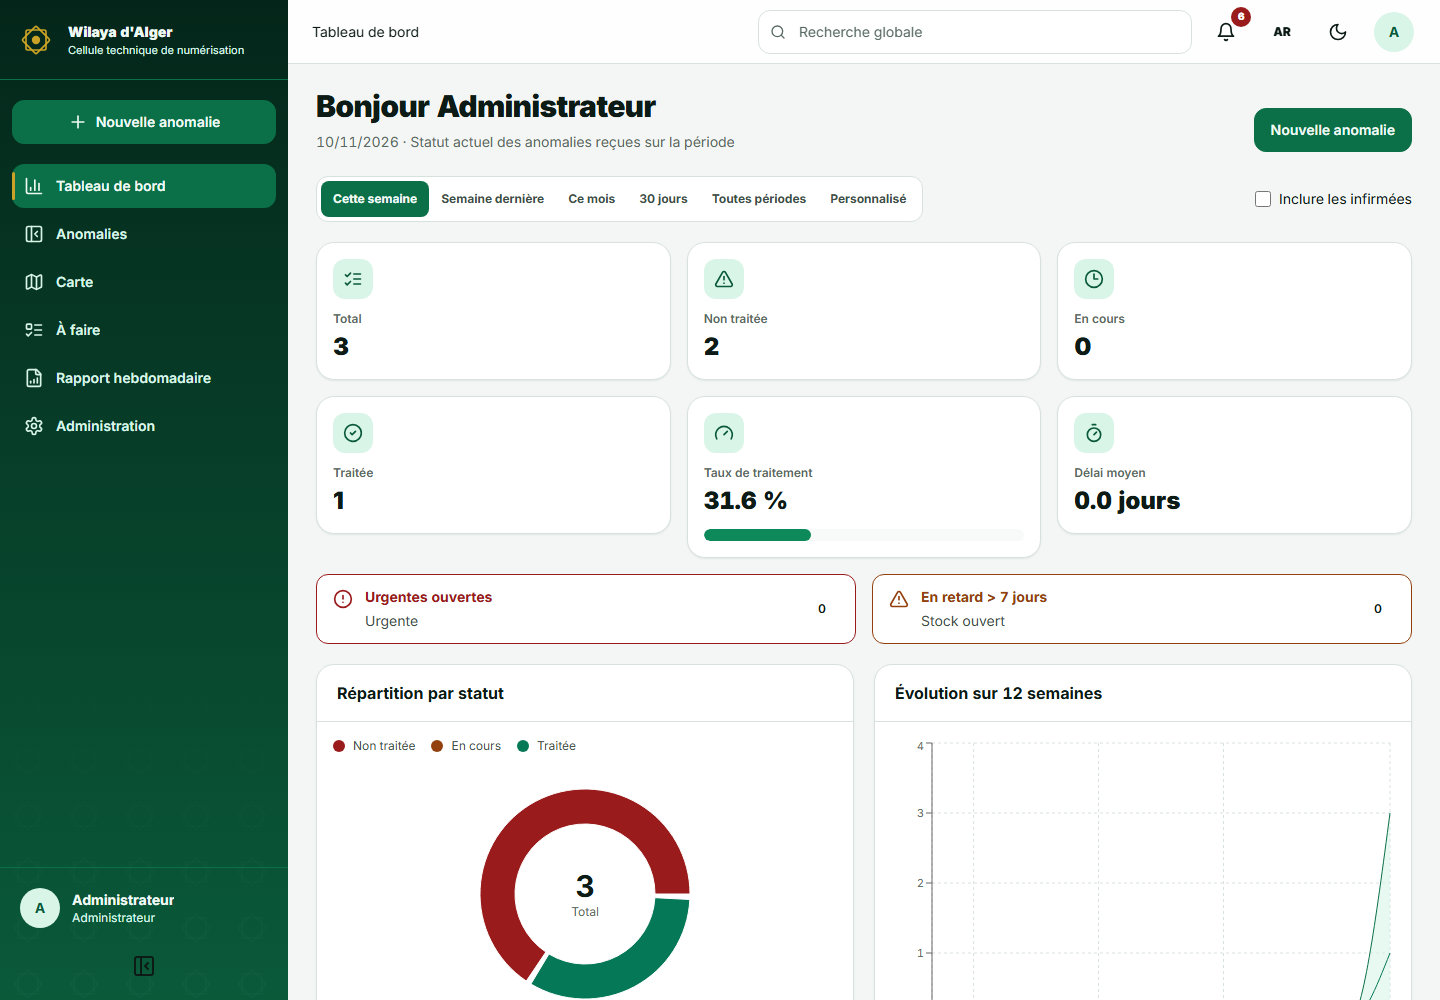 Wilaya d'Alger
Cellule technique de numérisation
Nouvelle anomalie
Tableau de bord
Anomalies
Carte
À faire
Rapport hebdomadaire
Administration
A
Administrateur
Administrateur
Tableau de bord
Recherche globale
6
AR
A
Bonjour Administrateur
10/11/2026 · Statut actuel des anomalies reçues sur la période
Nouvelle anomalie
Cette semaine
Semaine dernière
Ce mois
30 jours
Toutes périodes
Personnalisé
Inclure les infirmées
Total
3
Non traitée
2
En cours
0
Traitée
1
Taux de traitement
31.6 %
Délai moyen
0.0 jours
Urgentes ouvertes
Urgente
0
En retard > 7 jours
Stock ouvert
0
Répartition par statut
Non traitée
En cours
Traitée
3
Total
Évolution sur 12 semaines
4
3
2
1